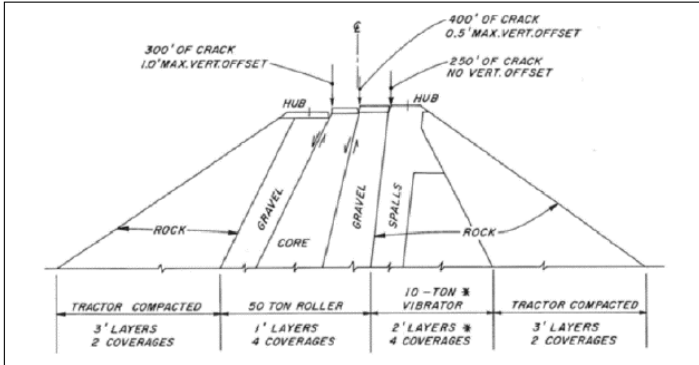 ℄
400' OF CRACK
0.5' MAX. VERT. OFFSET
300' OF CRACK
1.0' MAX. VERT. OFFSET
250' OF CRACK
NO VERT. OFFSET
HUB
HUB
GRAVEL
GRAVEL
SPALLS
ROCK
CORE
ROCK
TRACTOR COMPACTED
3' LAYERS
2 COVERAGES
50 TON ROLLER
1' LAYERS
4 COVERAGES
10-TON *
VIBRATOR
2' LAYERS *
4 COVERAGES
TRACTOR COMPACTED
3' LAYERS
2 COVERAGES